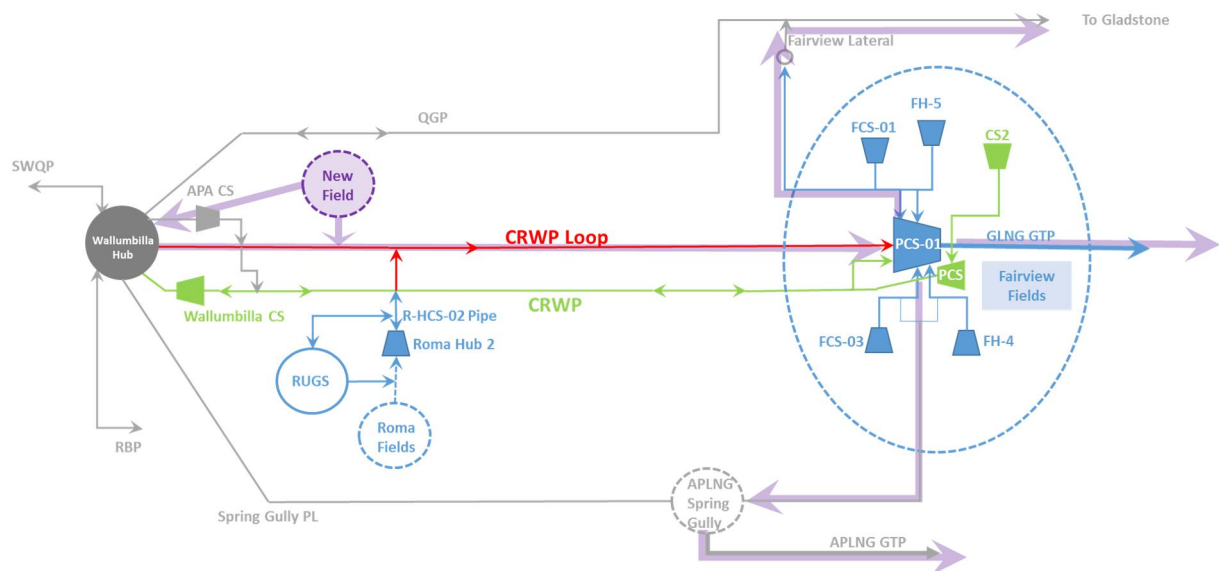 To Gladstone
Fairview Lateral
QGP
FH-5
FCS-01
CS2
SWQP
APA CS
New
Field
Wallumbilla
Hub
CRWP Loop
PCS-01
GLNG GTP
PCS
Fairview
Fields
Wallumbilla CS
CRWP
R-HCS-02 Pipe
Roma Hub 2
FCS-03
FH-4
RUGS
Roma
Fields
RBP
APLNG
Spring
Gully
Spring Gully PL
APLNG GTP